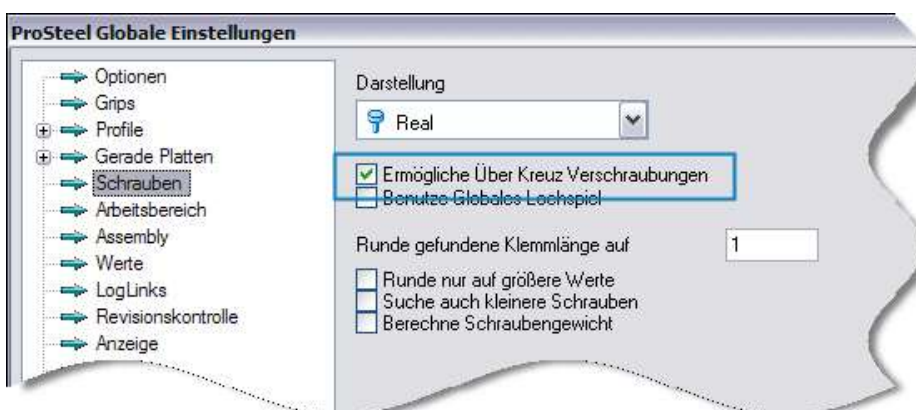 ProSteel Globale Einstellungen
Optionen
Grips
Profile
Gerade Platten
Schrauben
Arbeitsbereich
Assembly
Werte
LogLinks
Revisionskontrolle
Anzeige
Darstellung
Real
Ermögliche Über Kreuz Verschraubungen
Benutze Globales Lochspiel
Runde gefundene Klemmlänge auf 1
Runde nur auf größere Werte
Suche auch kleinere Schrauben
Berechne Schraubengewicht